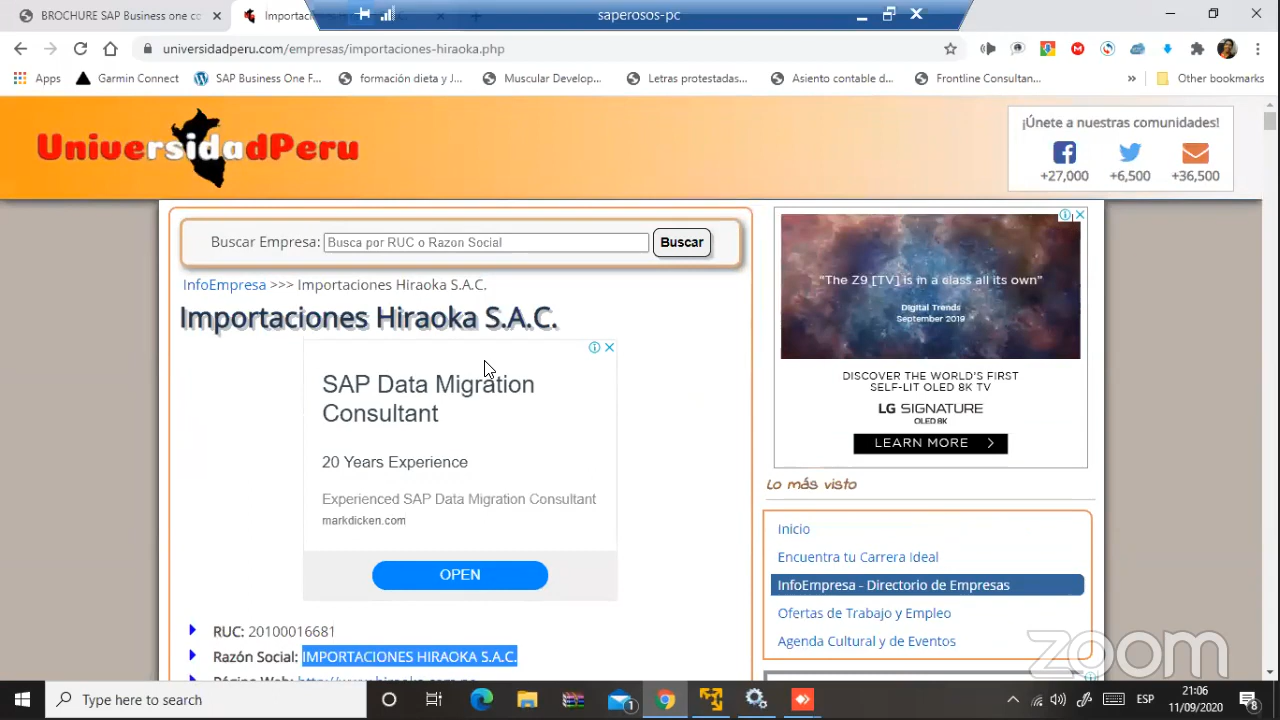 BROCHURE SAP Business one co
Importacio
saperosos-pc
universidadperu.com/empresas/importaciones-hiraoka.php
Apps
Garmin Connect
SAP Business One F...
formación dieta y J...
Muscular Develop...
Letras protestadas...
Asiento contable d...
Frontline Consultan...
»
Other bookmarks
UniversidadPeru
¡Únete a nuestras comunidades!
+27,000
+6,500
+36,500
Buscar Empresa:
Busca por RUC o Razon Social
Buscar
InfoEmpresa >>> Importaciones Hiraoka S.A.C.
Importaciones Hiraoka S.A.C.
SAP Data Migration
Consultant
20 Years Experience
Experienced SAP Data Migration Consultant
markdicken.com
OPEN
RUC: 20100016681
Razón Social: IMPORTACIONES HIRAOKA S.A.C.
"The Z9 [TV] is in a class all its own"
Digital Trends
September 2019
DISCOVER THE WORLD'S FIRST
SELF-LIT OLED 8K TV
LG SIGNATURE
OLED 8K
LEARN MORE >
Lo más visto
Inicio
Encuentra tu Carrera Ideal
InfoEmpresa - Directorio de Empresas
Ofertas de Trabajo y Empleo
Agenda Cultural y de Eventos
zoom
Type here to search
1
ESP
21:06
11/09/2020
8